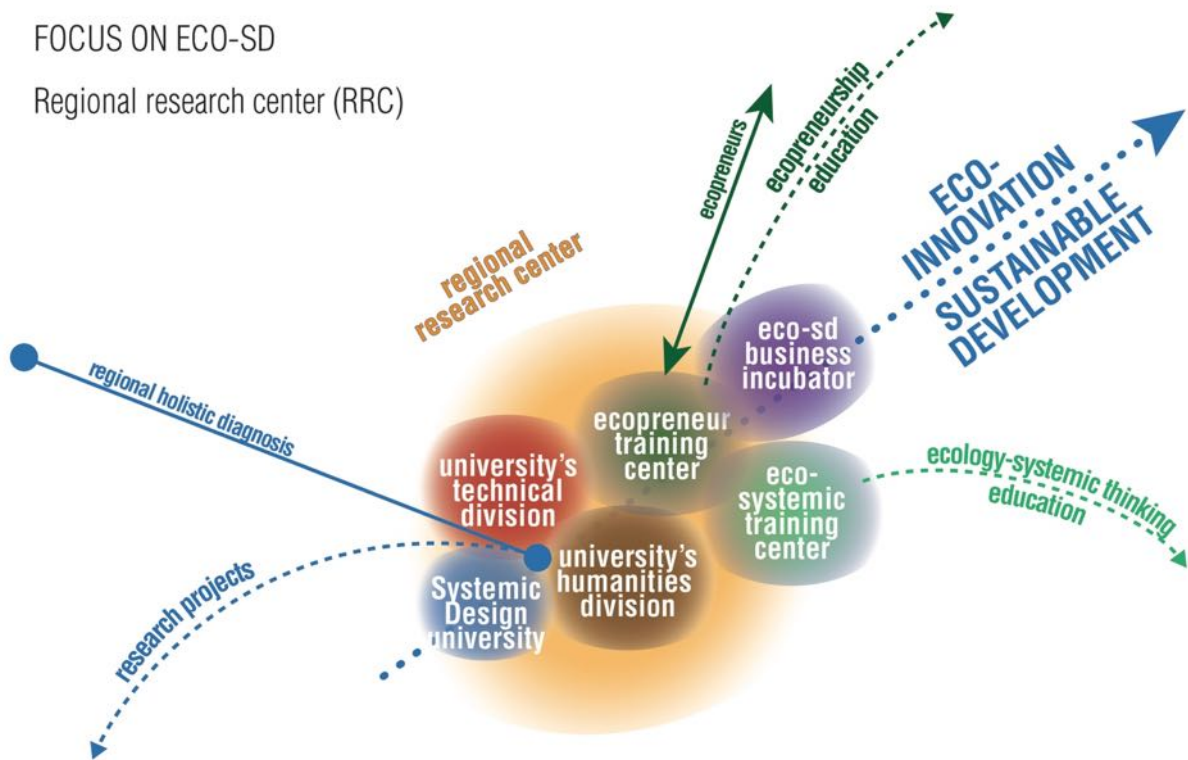 FOCUS ON ECO-SD
Regional research center (RRC)
ecopreneurs
ecopreneurship
education
ECO-
INNOVATION
SUSTAINABLE
DEVELOPMENT
regional
research center
eco-sd
business
incubator
regional holistic diagnosis
ecopreneur
training
center
university's
technical
division
eco-
systemic
training
center
ecology-systemic thinking
education
university's
humanities
division
Systemic
Design
university
research projects